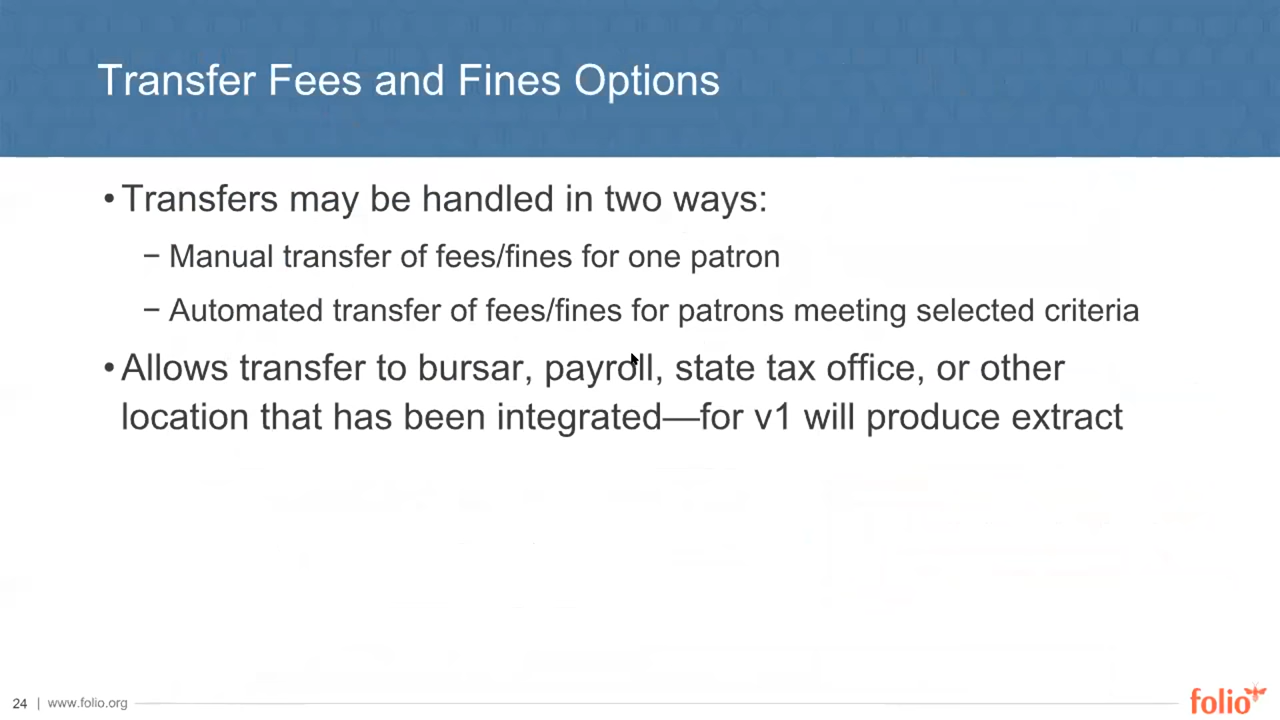 Transfer Fees and Fines Options
• Transfers may be handled in two ways:
− Manual transfer of fees/fines for one patron
− Automated transfer of fees/fines for patrons meeting selected criteria
• Allows transfer to bursar, payroll, state tax office, or other
location that has been integrated—for v1 will produce extract
24 | www.folio.org
folio